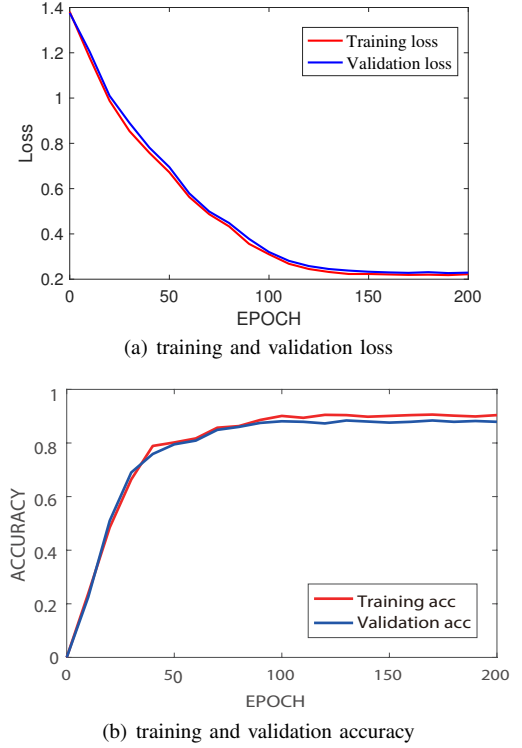 1.4
1.2
1
0.8
0.6
0.4
0.2
Loss
Training loss
Validation loss
0 50 100 150 200
EPOCH
(a) training and validation loss
1
0.8
0.6
0.4
0.2
0
ACCURACY
Training acc
Validation acc
0 50 100 150 200
EPOCH
(b) training and validation accuracy